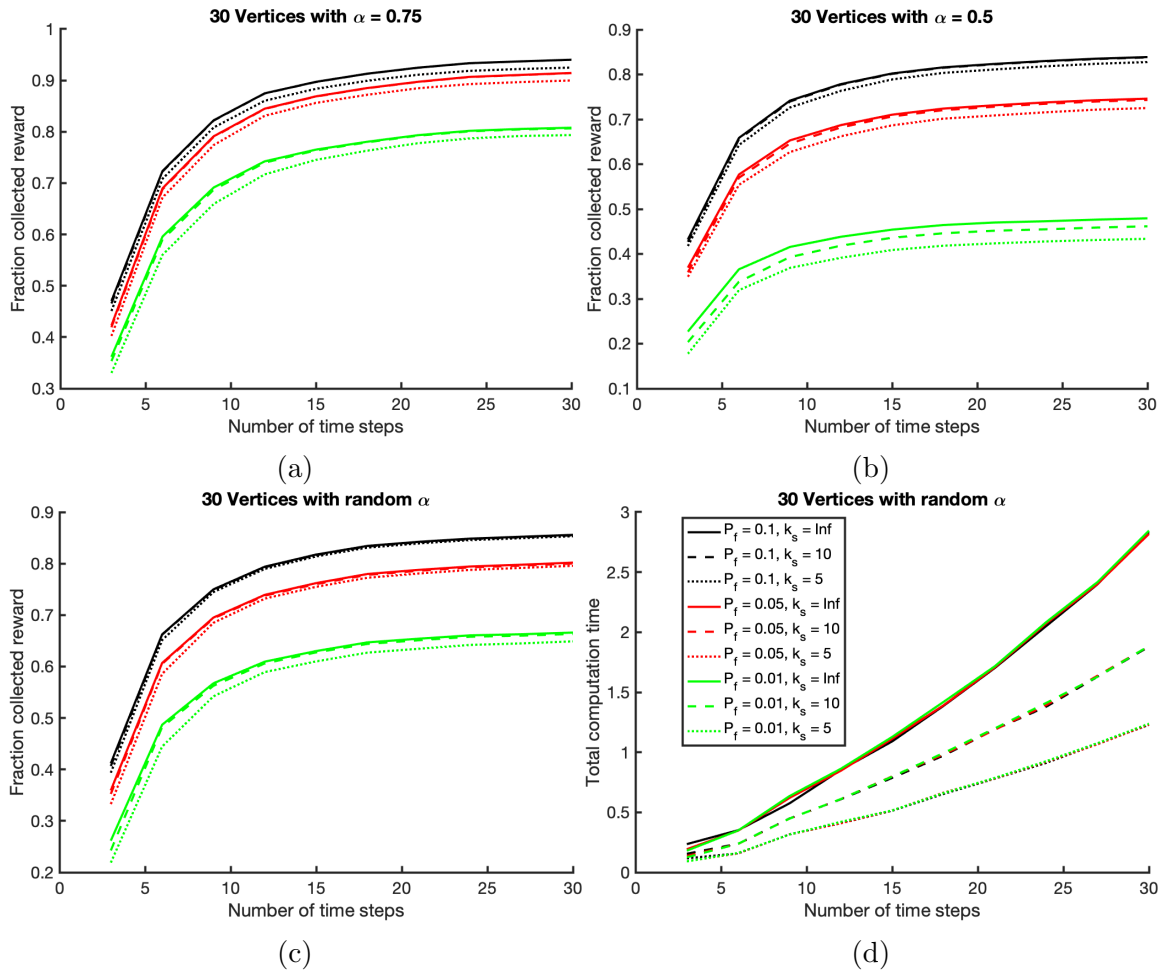 (a)
30 Vertices with α = 0.75
Fraction collected reward
1
0.9
0.8
0.7
0.6
0.5
0.4
0.3
0 5 10 15 20 25 30
Number of time steps
(b)
30 Vertices with α = 0.5
Fraction collected reward
0.9
0.8
0.7
0.6
0.5
0.4
0.3
0.2
0.1
0 5 10 15 20 25 30
Number of time steps
(c)
30 Vertices with random α
Fraction collected reward
0.9
0.8
0.7
0.6
0.5
0.4
0.3
0.2
0 5 10 15 20 25 30
Number of time steps
(d)
30 Vertices with random α
Total computation time
3
2.5
2
1.5
1
0.5
0
0 5 10 15 20 25 30
Number of time steps
P_f = 0.1, k_s = Inf
P_f = 0.1, k_s = 10
P_f = 0.1, k_s = 5
P_f = 0.05, k_s = Inf
P_f = 0.05, k_s = 10
P_f = 0.05, k_s = 5
P_f = 0.01, k_s = Inf
P_f = 0.01, k_s = 10
P_f = 0.01, k_s = 5